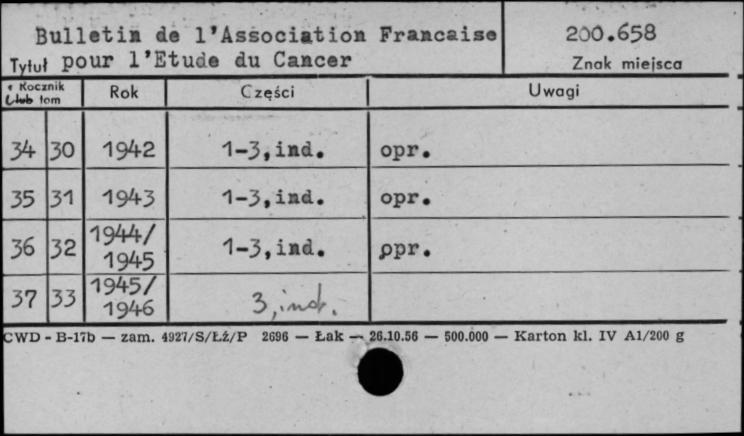 Bulletin de l'Association Francaise
200.658
Tytuł pour l'Etude du Cancer
Znak miejsca
Rocznik
lub tom
Rok
Części
Uwagi
34 30 1942 1-3,ind. opr.
35 31 1943 1-3,ind. opr.
36 32 1944/1945 1-3,ind. opr.
37 33 1945/1946 3, ind.
CWD - B-17b — zam. 4927/S/Łż/P 2696 — Łak — 26.10.56 — 500.000 — Karton kl. IV A1/200 g